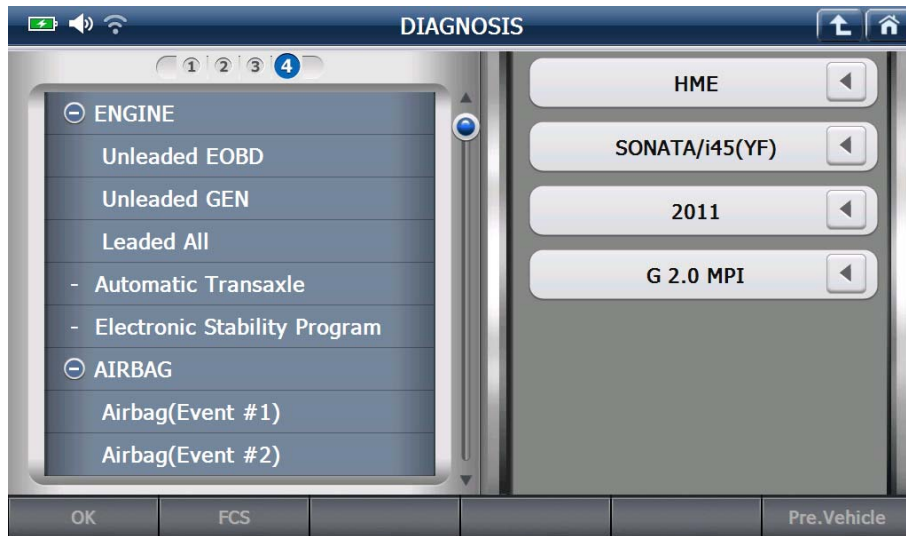 DIAGNOSIS
1 2 3 4
ENGINE
Unleaded EOBD
Unleaded GEN
Leaded All
- Automatic Transaxle
- Electronic Stability Program
AIRBAG
Airbag(Event #1)
Airbag(Event #2)
HME
SONATA/i45(YF)
2011
G 2.0 MPI
OK FCS Pre.Vehicle